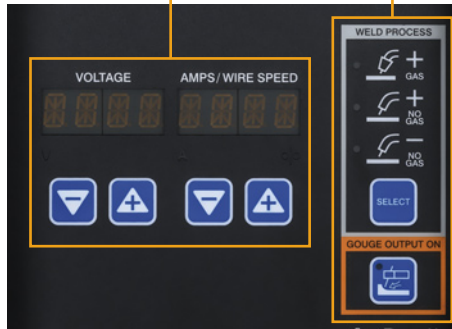 WELD PROCESS
VOLTAGE
AMPS/WIRE SPEED
+
GAS
+
NO
GAS
−
NO
GAS
SELECT
GOUGE OUTPUT ON